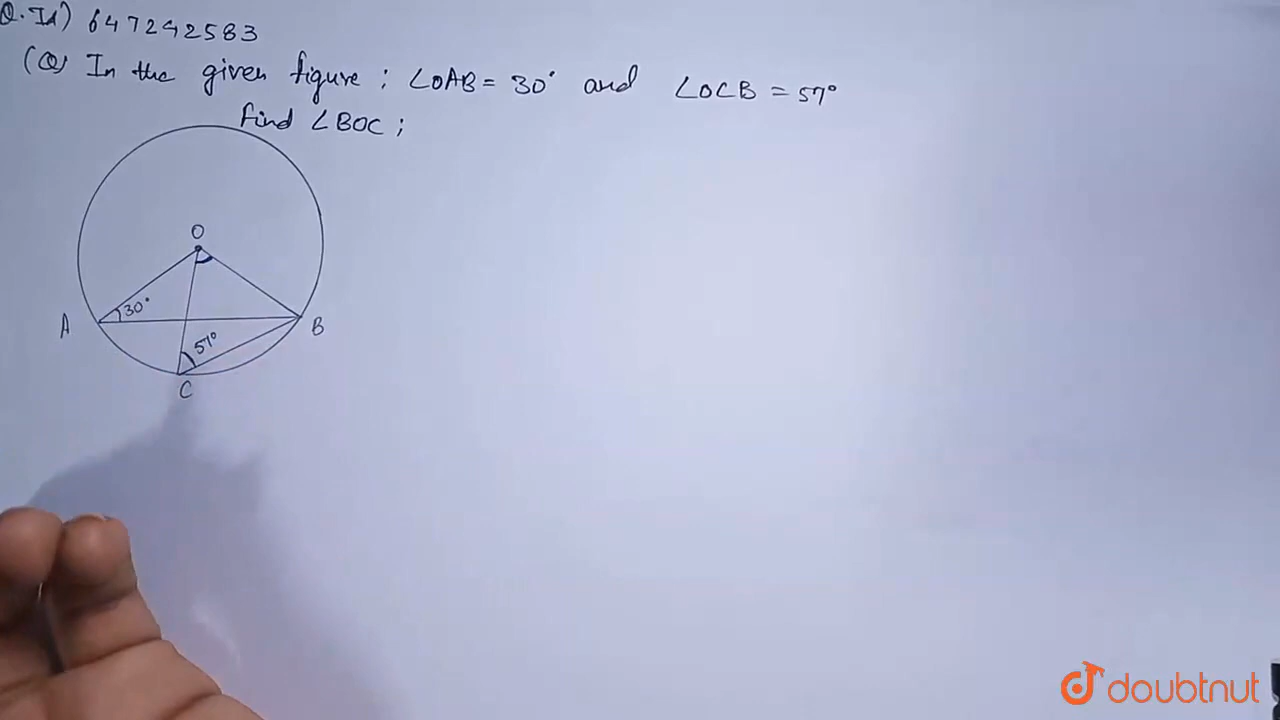 Q.Id) 647242583
(Q) In the given figure ; ∠OAB = 30° and ∠OCB = 57°
find ∠BOC ;
O
30°
A
57°
B
C
doubtnut